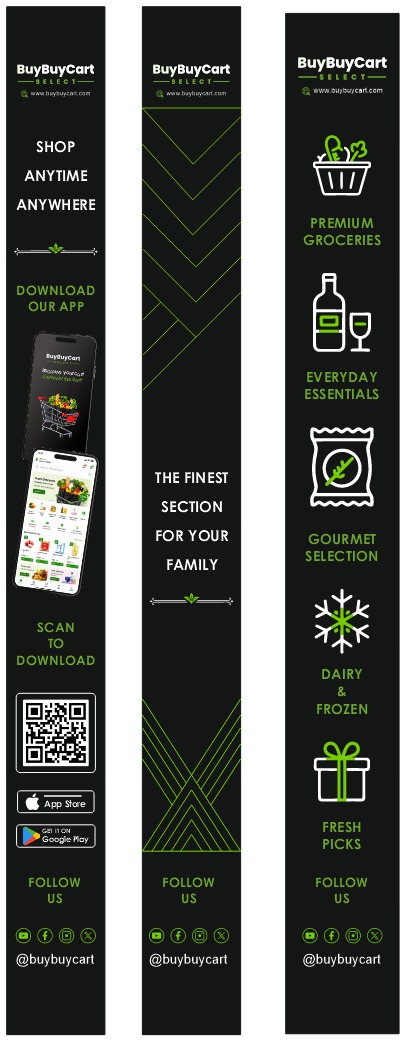 BuyBuyCart
SELECT
www.buybuycart.com
SHOP
ANYTIME
ANYWHERE
DOWNLOAD
OUR APP
BuyBuyCart
SELECT
SCAN
TO
DOWNLOAD
App Store
GET IT ON
Google Play
FOLLOW
US
@buybuycart
BuyBuyCart
SELECT
www.buybuycart.com
THE FINEST
SECTION
FOR YOUR
FAMILY
FOLLOW
US
@buybuycart
BuyBuyCart
SELECT
www.buybuycart.com
PREMIUM
GROCERIES
EVERYDAY
ESSENTIALS
GOURMET
SELECTION
DAIRY
&
FROZEN
FRESH
PICKS
FOLLOW
US
@buybuycart